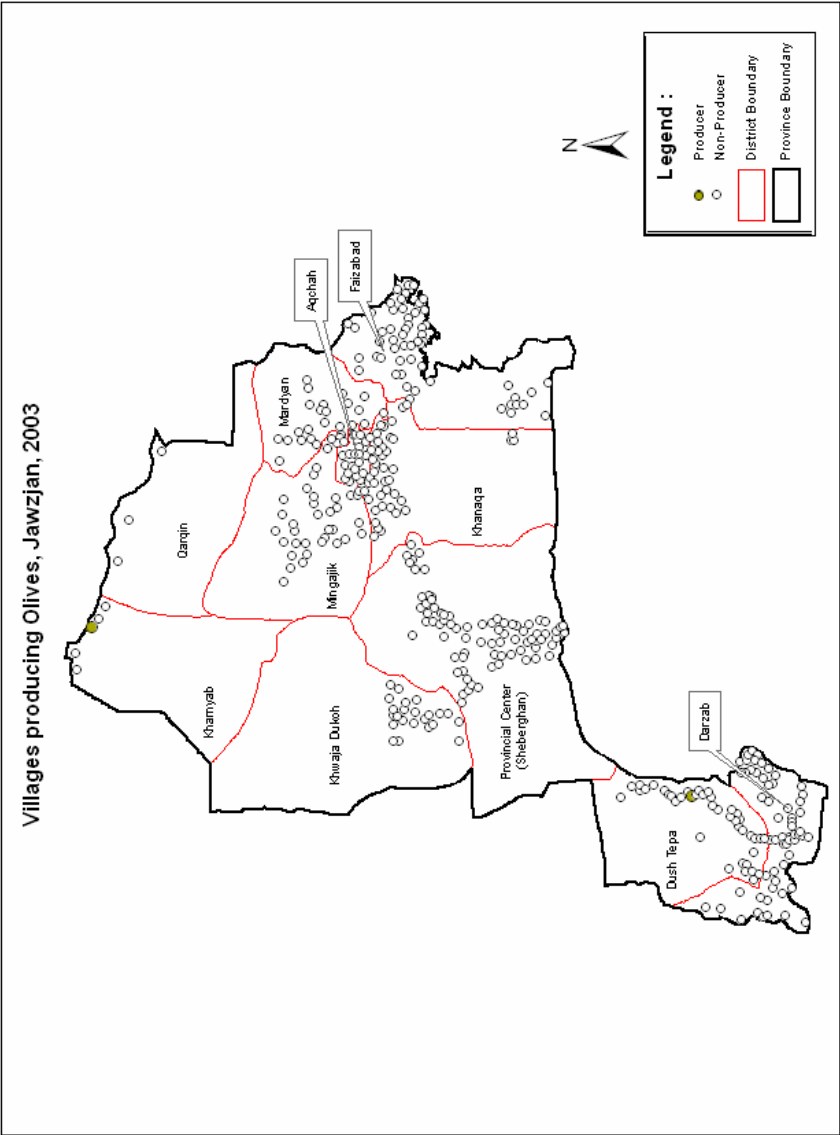 Villages producing Olives, Jawzjan, 2003
N
Legend :
Producer
Non-Producer
District Boundary
Province Boundary
Qarqin
Khamyab
Mardyan
Aqchah
Faizabad
Mingajik
Khwaja Dukoh
Khanaqa
Provincial Center
(Sheberghan)
Dush Tepa
Darzab